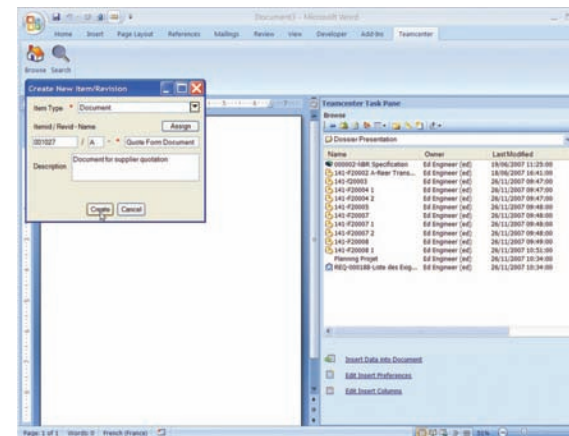 Document3 - Microsoft Word
Home Insert Page Layout References Mailings Review View Developer Add-Ins Teamcenter
Browse Search
Create New Item/Revision
Item Type * Document
ItemId / RevId - Name Assign
001027 / A - * Quote Form Document
Description Document for supplier quotation
Create Cancel
Teamcenter Task Pane
Browse
Dossier Presentation
Name Owner Last Modified
000002-NBR Specification Ed Engineer (ed) 19/06/2007 11:25:00
141-F20002 A-Rear Trans... Ed Engineer (ed) 18/06/2007 16:41:00
141-f20003 Ed Engineer (ed) 26/11/2007 09:47:00
141-F20004 1 Ed Engineer (ed) 26/11/2007 09:47:00
141-F20004 2 Ed Engineer (ed) 26/11/2007 09:47:00
141-F20005 Ed Engineer (ed) 26/11/2007 09:48:00
141-F20007 Ed Engineer (ed) 26/11/2007 09:48:00
141-F20007 1 Ed Engineer (ed) 26/11/2007 09:48:00
141-F20007 2 Ed Engineer (ed) 26/11/2007 09:48:00
141-F20008 Ed Engineer (ed) 26/11/2007 09:49:00
141-F20008 1 Ed Engineer (ed) 26/11/2007 10:51:00
Planning Projet Ed Engineer (ed) 26/11/2007 10:34:00
REQ-000188-Liste des Exig... Ed Engineer (ed) 26/11/2007 10:34:00
Insert Data into Document
Edit Insert Preferences
Edit Insert Columns
Page: 1 of 1 Words: 0 French (France) 51%